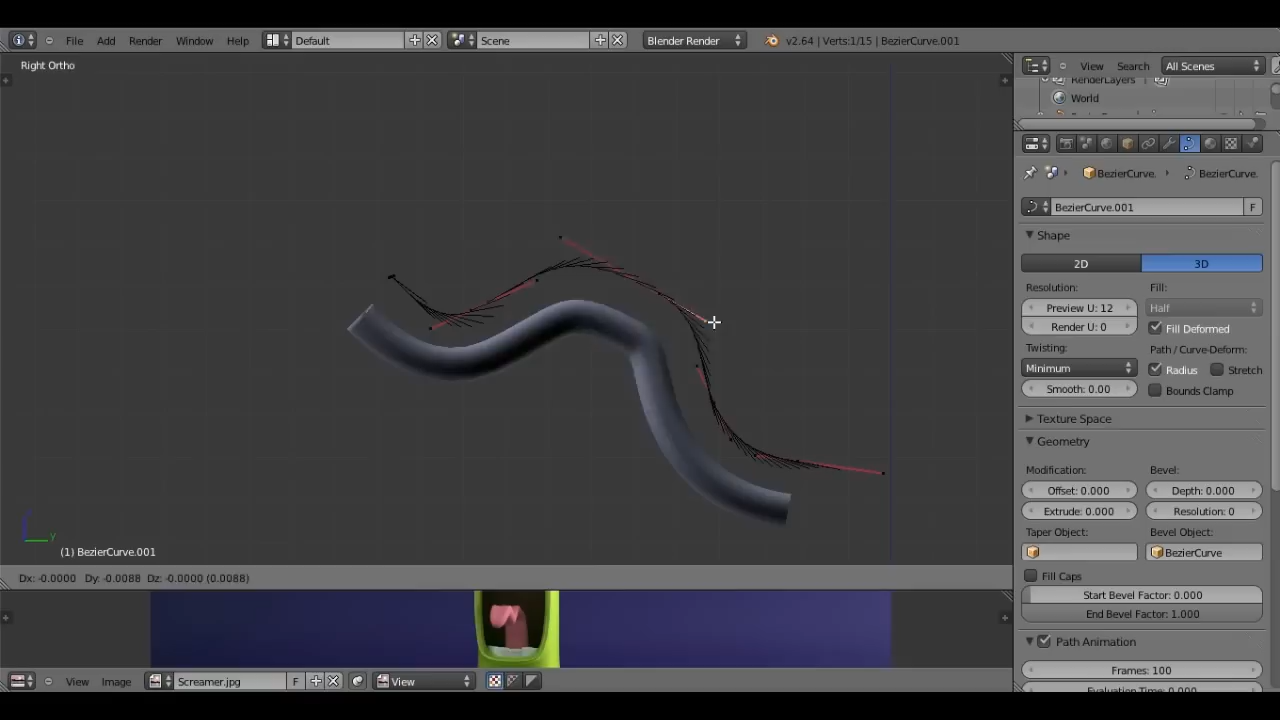 File Add Render Window Help Default Scene Blender Render v2.64 | Verts:1/15 | BezierCurve.001
Right Ortho
View Search All Scenes
RenderLayers
World
BezierCurve. BezierCurve.
BezierCurve.001 F
Shape
2D 3D
Resolution: Fill:
Preview U: 12 Half
Render U: 0 Fill Deformed
Twisting: Path / Curve-Deform:
Minimum Radius Stretch
Smooth: 0.00 Bounds Clamp
Texture Space
Geometry
Modification: Bevel:
Offset: 0.000 Depth: 0.000
Extrude: 0.000 Resolution: 0
Taper Object: Bevel Object:
BezierCurve
Fill Caps
Start Bevel Factor: 0.000
End Bevel Factor: 1.000
Path Animation
Frames: 100
Evaluation Time: 0.000
z
y
(1) BezierCurve.001
Dx: -0.0000 Dy: -0.0088 Dz: -0.0000 (0.0088)
View Image Screamer.jpg F View